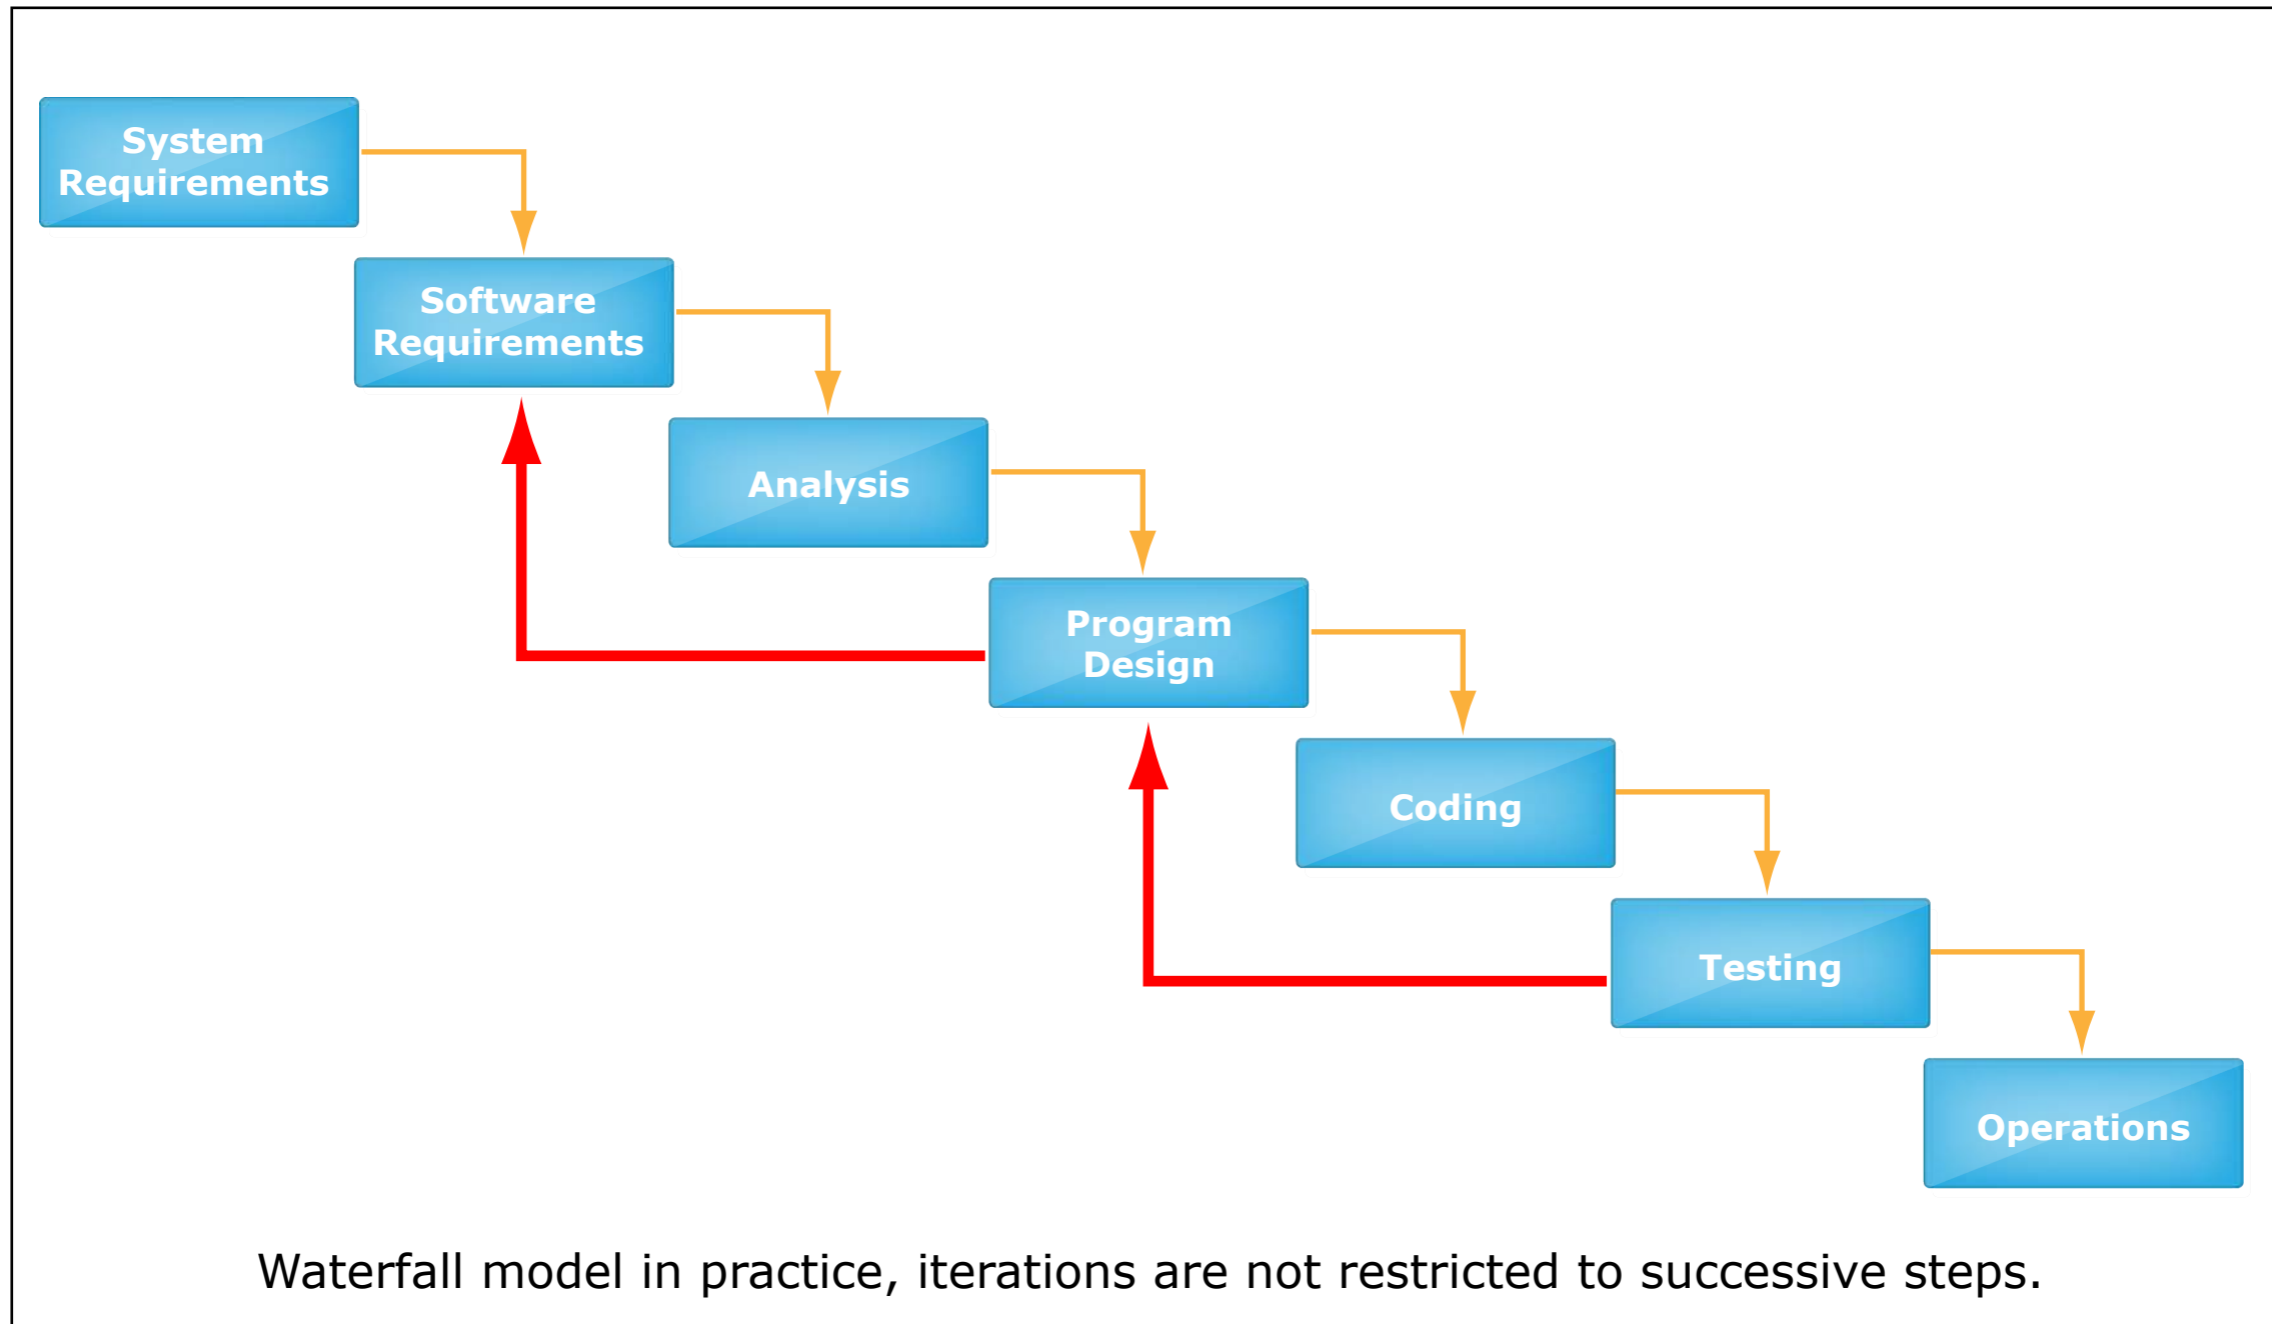 System
Requirements
Software
Requirements
Analysis
Program
Design
Coding
Testing
Operations
Waterfall model in practice, iterations are not restricted to successive steps.